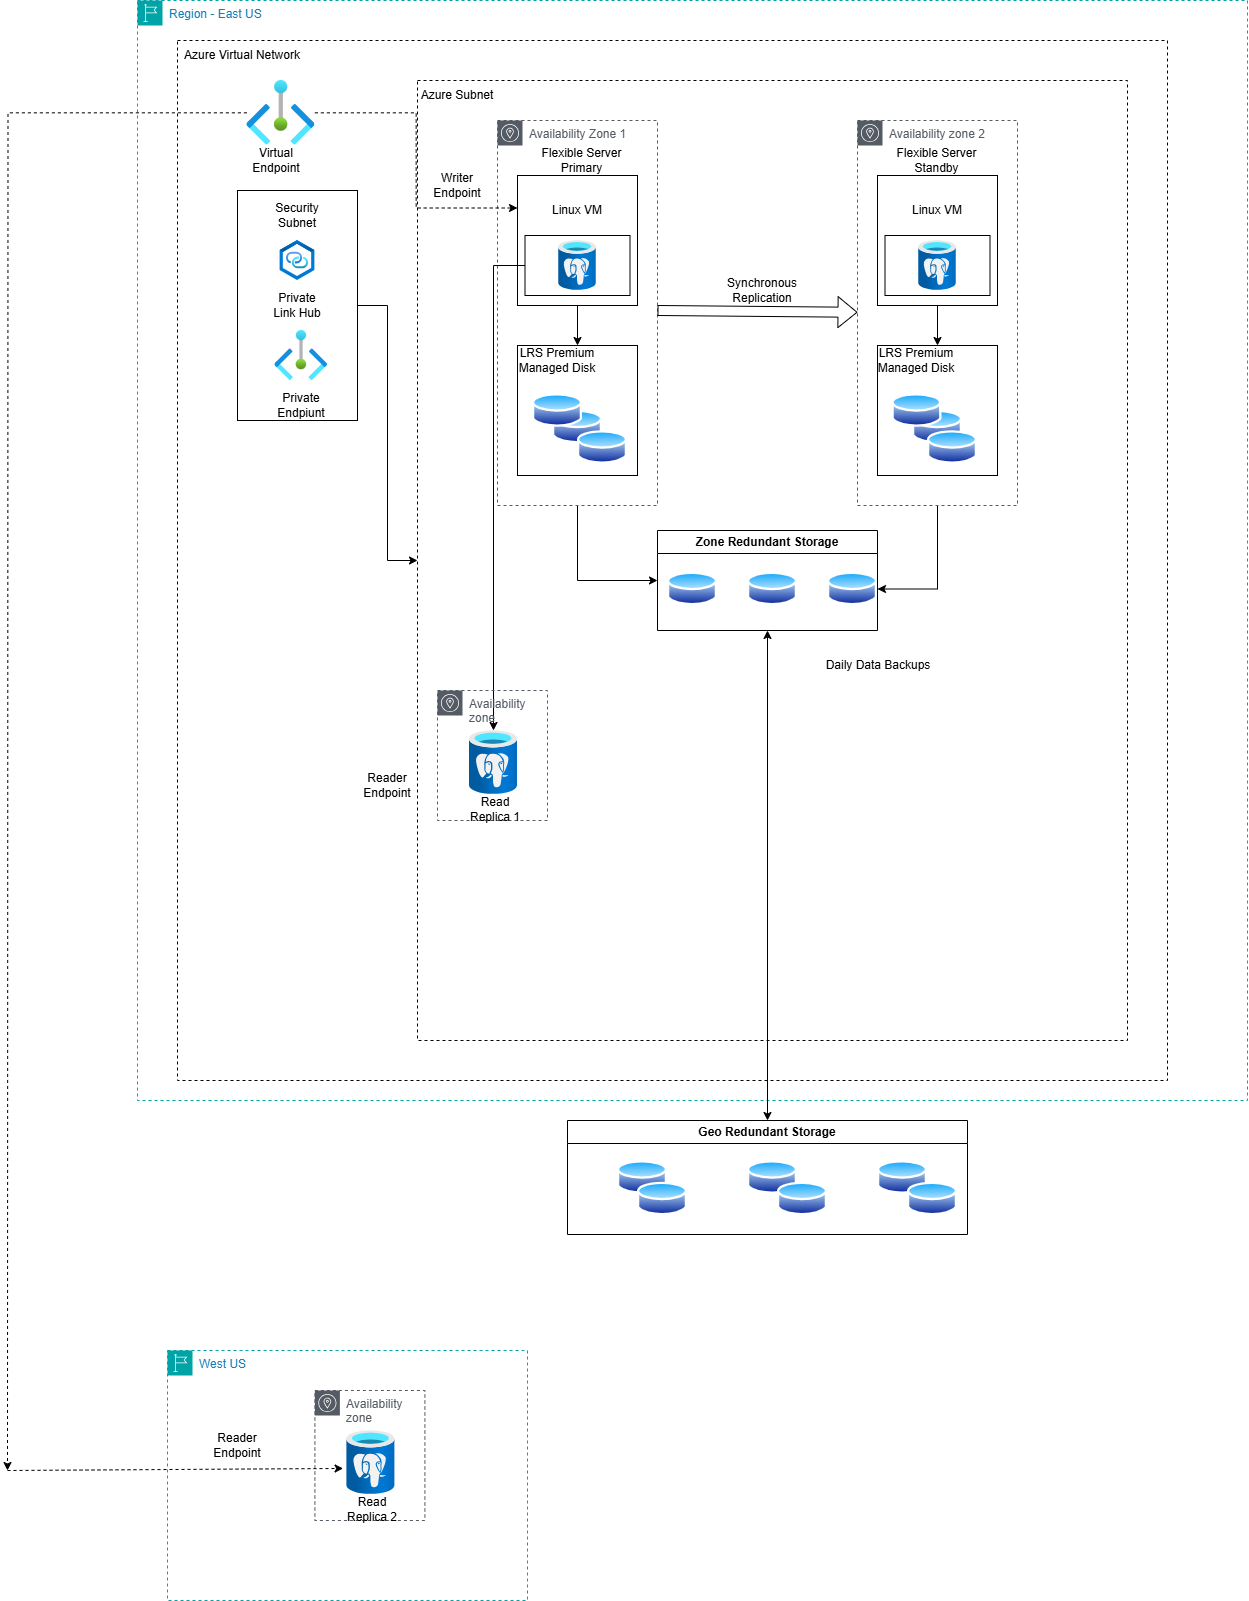 Region - East US
Azure Virtual Network
Azure Subnet
Virtual
Endpoint
Availability Zone 1
Flexible Server
Primary
Availability zone 2
Flexible Server
Standby
Writer
Endpoint
Linux VM
Linux VM
Security
Subnet
Private
Link Hub
Private
Endpiunt
Synchronous
Replication
LRS Premium
Managed Disk
LRS Premium
Managed Disk
Zone Redundant Storage
Daily Data Backups
Availability
zone
Reader
Endpoint
Read
Replica 1
Geo Redundant Storage
West US
Availability
zone
Reader
Endpoint
Read
Replica 2